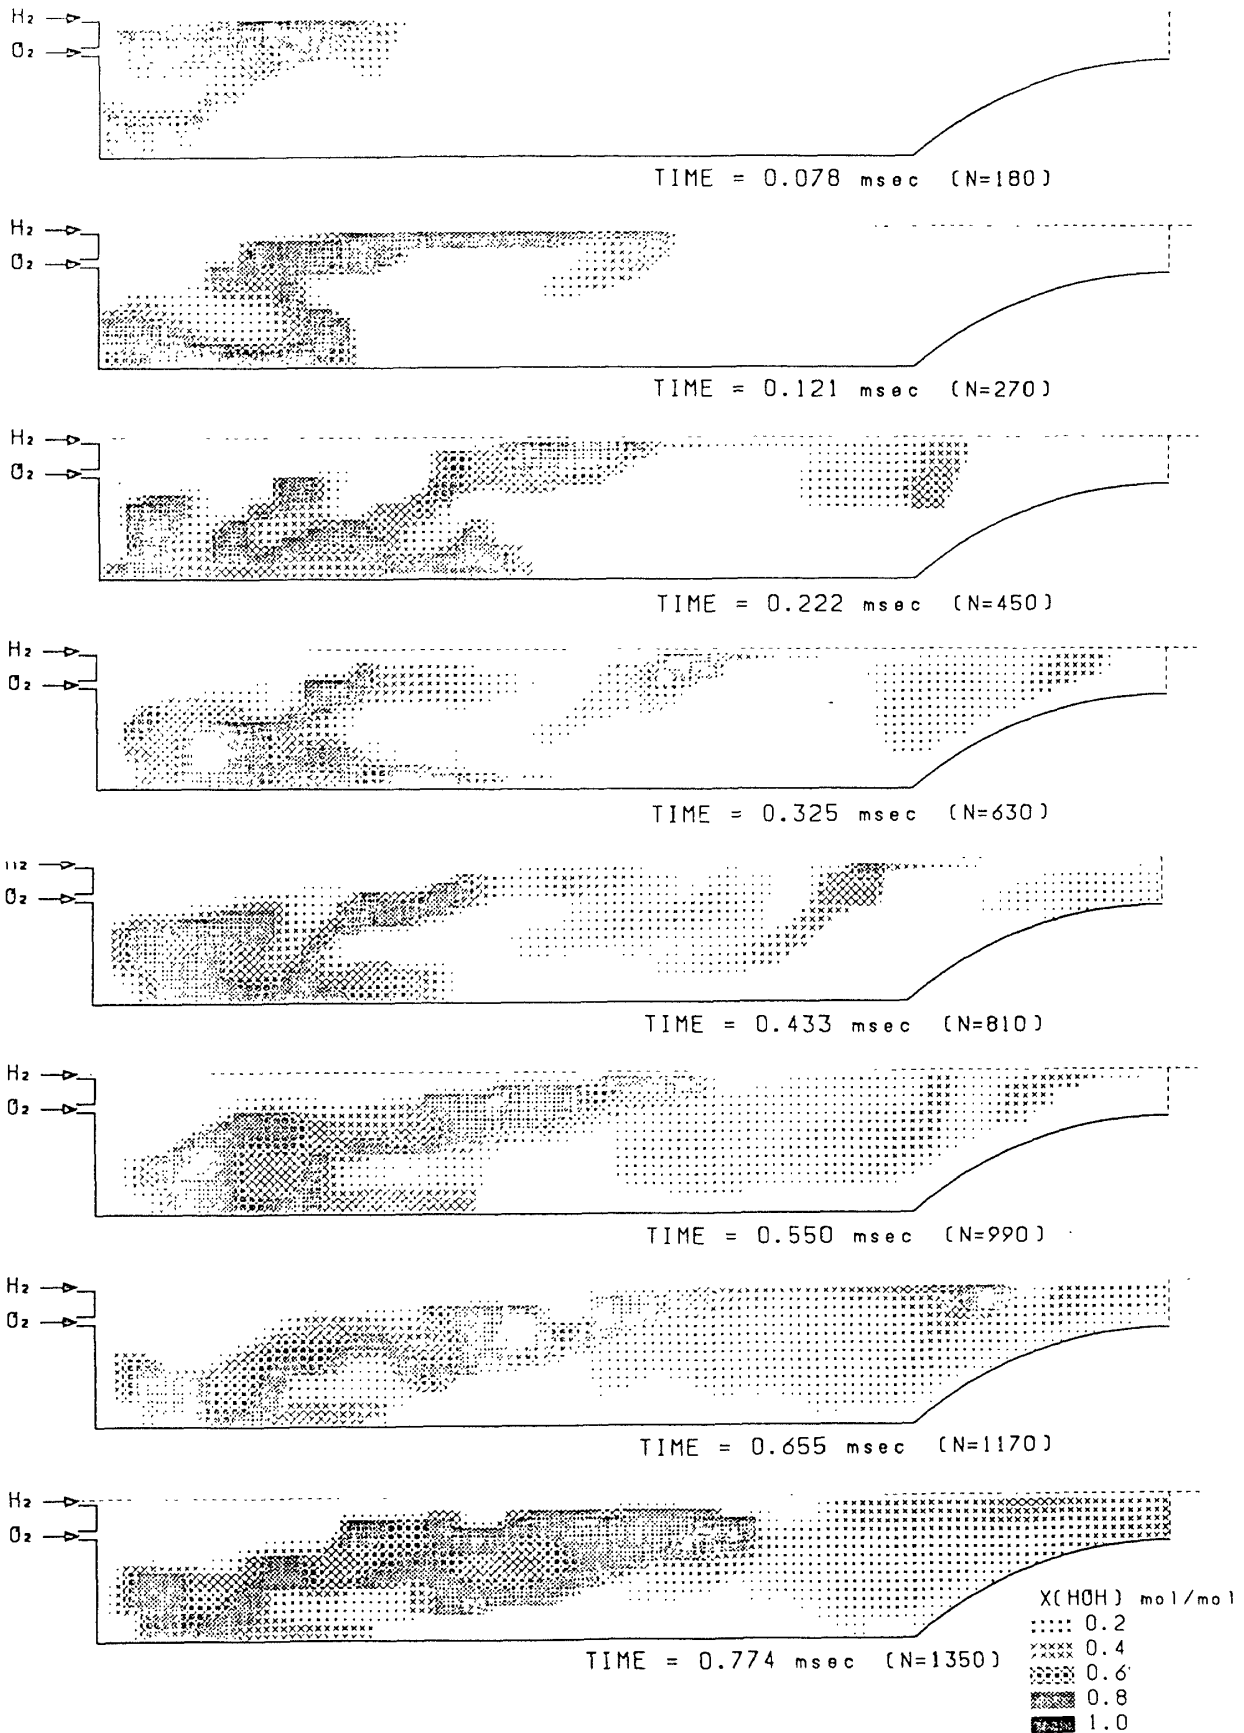 H₂
O₂
TIME = 0.078 msec (N=180)
H₂
O₂
TIME = 0.121 msec (N=270)
H₂
O₂
TIME = 0.222 msec (N=450)
H₂
O₂
TIME = 0.325 msec (N=630)
H₂
O₂
TIME = 0.433 msec (N=810)
H₂
O₂
TIME = 0.550 msec (N=990)
H₂
O₂
TIME = 0.655 msec (N=1170)
H₂
O₂
TIME = 0.774 msec (N=1350)
X(HOH) mol/mol
0.2
0.4
0.6
0.8
1.0